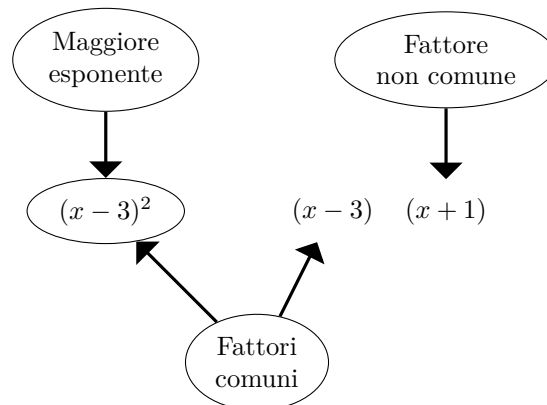 Maggiore
esponente
Fattore
non comune
(x − 3)²
(x − 3) (x + 1)
Fattori
comuni